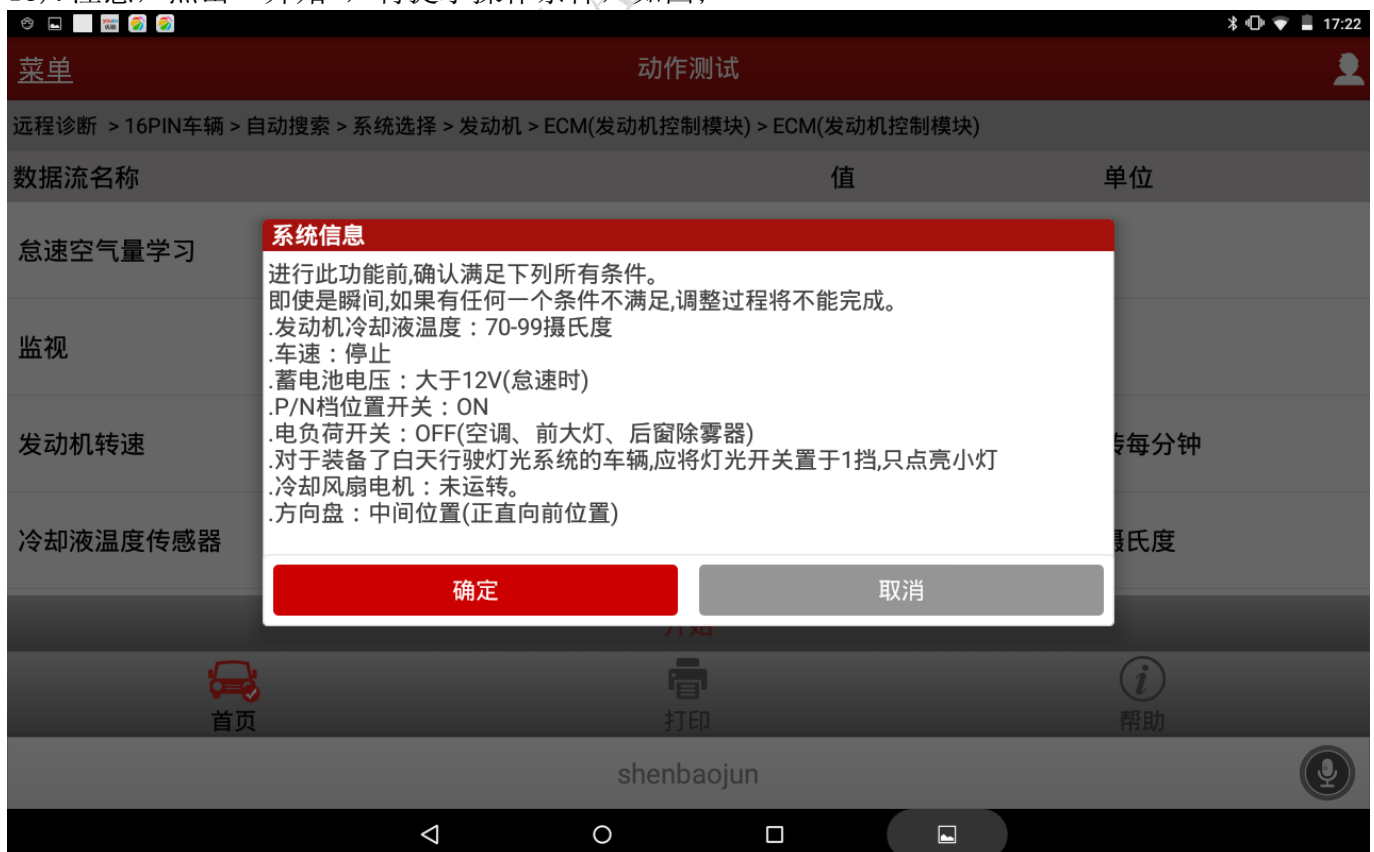 17:22
菜单
动作测试
远程诊断 > 16PIN车辆 > 自动搜索 > 系统选择 > 发动机 > ECM(发动机控制模块) > ECM(发动机控制模块)
数据流名称 值 单位
怠速空气量学习
监视
发动机转速 转每分钟
冷却液温度传感器 摄氏度
系统信息
进行此功能前,确认满足下列所有条件。
即使是瞬间,如果有任何一个条件不满足,调整过程将不能完成。
.发动机冷却液温度：70-99摄氏度
.车速：停止
.蓄电池电压：大于12V(怠速时)
.P/N档位置开关：ON
.电负荷开关：OFF(空调、前大灯、后窗除雾器)
.对于装备了白天行驶灯光系统的车辆,应将灯光开关置于1挡,只点亮小灯
.冷却风扇电机：未运转。
.方向盘：中间位置(正直向前位置)
确定 取消
开始
首页 打印 帮助
shenbaojun